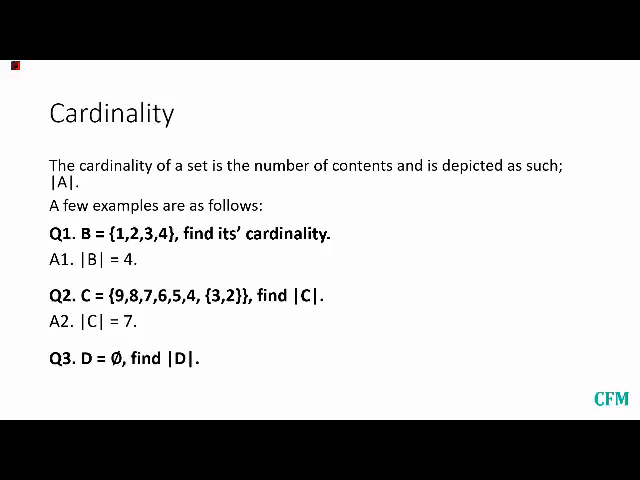 Cardinality
The cardinality of a set is the number of contents and is depicted as such;
|A|.
A few examples are as follows:
Q1. B = {1,2,3,4}, find its’ cardinality.
A1. |B| = 4.
Q2. C = {9,8,7,6,5,4, {3,2}}, find |C|.
A2. |C| = 7.
Q3. D = Ø, find |D|.
CFM